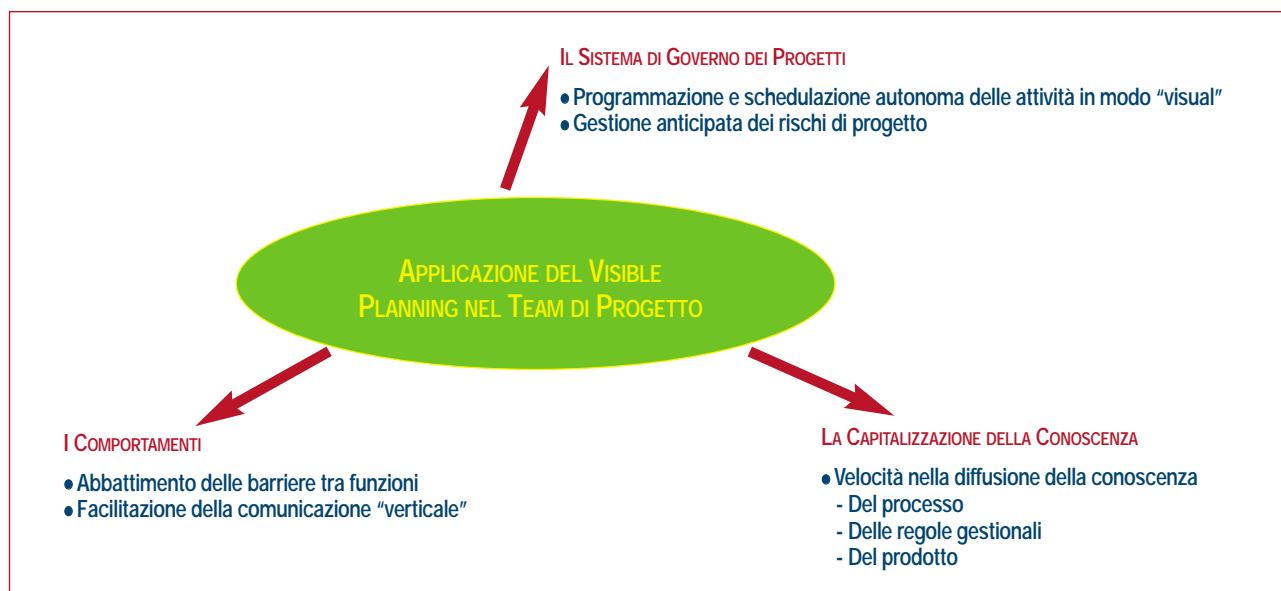 Il Sistema di Governo dei Progetti
• Programmazione e schedulazione autonoma delle attività in modo “visual”
• Gestione anticipata dei rischi di progetto
Applicazione del Visible
Planning nel Team di Progetto
I Comportamenti
• Abbattimento delle barriere tra funzioni
• Facilitazione della comunicazione “verticale”
La Capitalizzazione della Conoscenza
• Velocità nella diffusione della conoscenza
- Del processo
- Delle regole gestionali
- Del prodotto